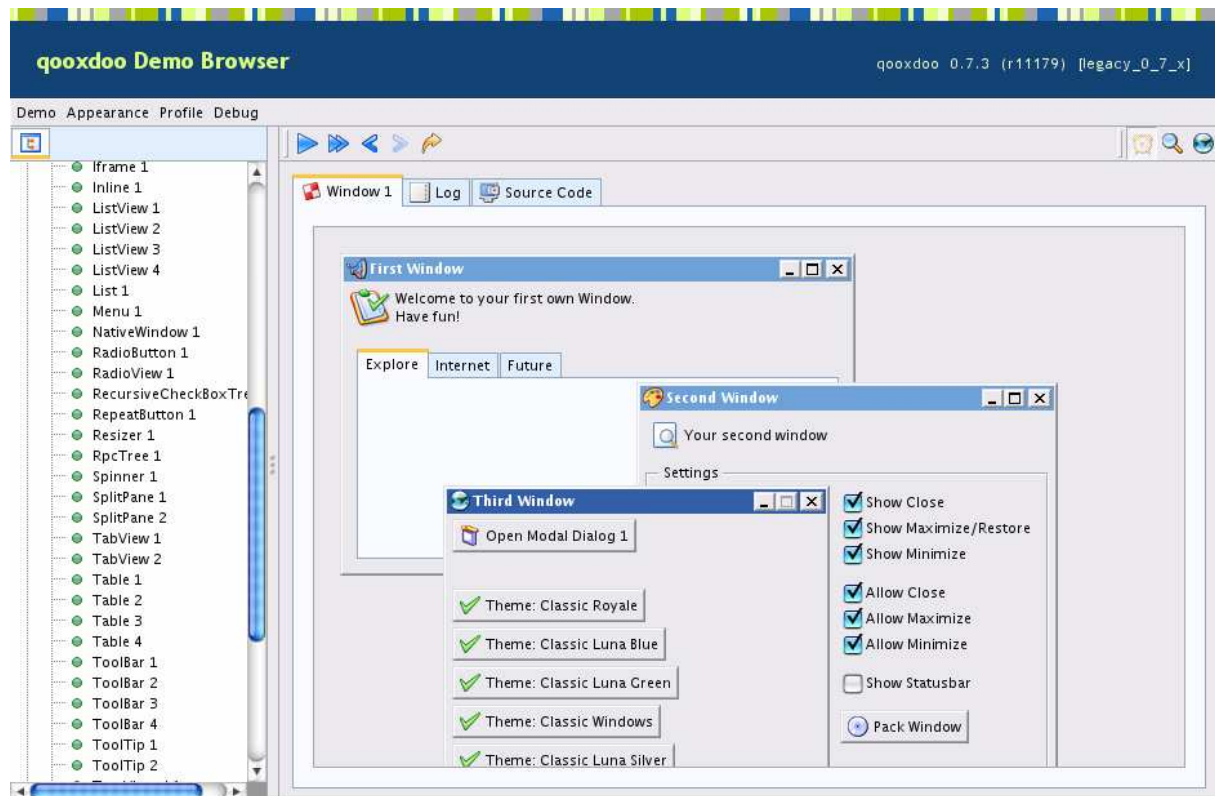 qooxdoo Demo Browser
qooxdoo 0.7.3 (r11179) [legacy_0_7_x]
Demo Appearance Profile Debug
Iframe 1
Inline 1
ListView 1
ListView 2
ListView 3
ListView 4
List 1
Menu 1
NativeWindow 1
RadioButton 1
RadioView 1
RecursiveCheckBoxTre
RepeatButton 1
Resizer 1
RpcTree 1
Spinner 1
SplitPane 1
SplitPane 2
TabView 1
TabView 2
Table 1
Table 2
Table 3
Table 4
ToolBar 1
ToolBar 2
ToolBar 3
ToolBar 4
ToolTip 1
ToolTip 2
Window 1 Log Source Code
First Window
Welcome to your first own Window.
Have fun!
Explore Internet Future
Second Window
Your second window
Settings
Show Close
Show Maximize/Restore
Show Minimize
Allow Close
Allow Maximize
Allow Minimize
Show Statusbar
Pack Window
Third Window
Open Modal Dialog 1
Theme: Classic Royale
Theme: Classic Luna Blue
Theme: Classic Luna Green
Theme: Classic Windows
Theme: Classic Luna Silver